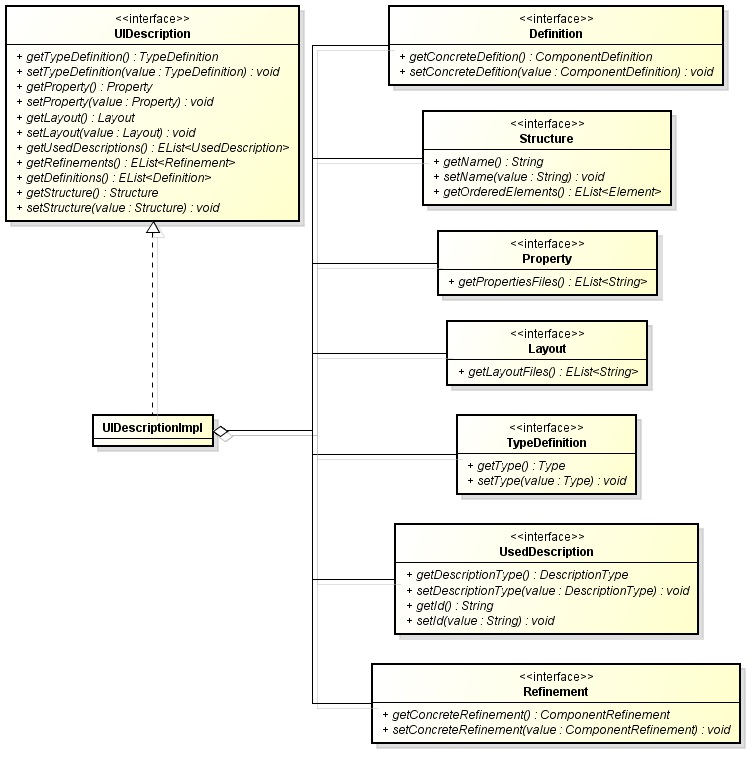 <<interface>>
UIDescription
+ getTypeDefinition() : TypeDefinition
+ setTypeDefinition(value : TypeDefinition) : void
+ getProperty() : Property
+ setProperty(value : Property) : void
+ getLayout() : Layout
+ setLayout(value : Layout) : void
+ getUsedDescriptions() : EList<UsedDescription>
+ getRefinements() : EList<Refinement>
+ getDefinitions() : EList<Definition>
+ getStructure() : Structure
+ setStructure(value : Structure) : void
UIDescriptionImpl
<<interface>>
Definition
+ getConcreteDefition() : ComponentDefinition
+ setConcreteDefition(value : ComponentDefinition) : void
<<interface>>
Structure
+ getName() : String
+ setName(value : String) : void
+ getOrderedElements() : EList<Element>
<<interface>>
Property
+ getPropertiesFiles() : EList<String>
<<interface>>
Layout
+ getLayoutFiles() : EList<String>
<<interface>>
TypeDefinition
+ getType() : Type
+ setType(value : Type) : void
<<interface>>
UsedDescription
+ getDescriptionType() : DescriptionType
+ setDescriptionType(value : DescriptionType) : void
+ getId() : String
+ setId(value : String) : void
<<interface>>
Refinement
+ getConcreteRefinement() : ComponentRefinement
+ setConcreteRefinement(value : ComponentRefinement) : void